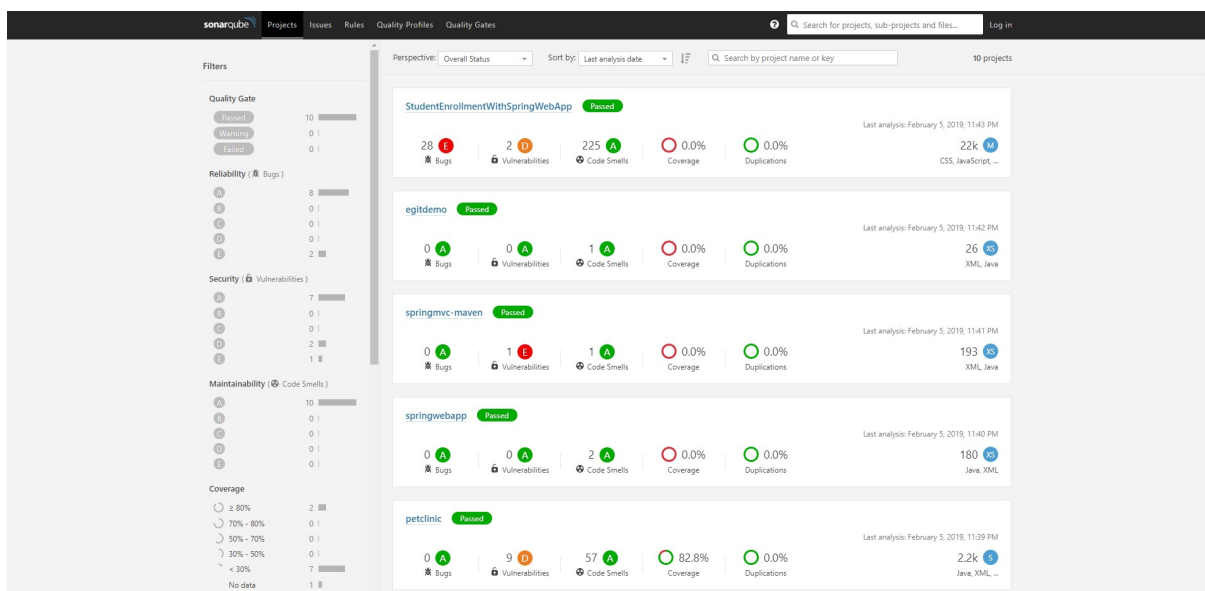 sonarqube Projects Issues Rules Quality Profiles Quality Gates Search for projects, sub-projects and files... Log in
Filters
Perspective: Overall Status Sort by: Last analysis date Search by project name or key 10 projects
Quality Gate
Passed 10
Warning 0
Failed 0
Reliability ( Bugs )
A 8
B 0
C 0
D 0
E 2
Security ( Vulnerabilities )
A 7
B 0
C 0
D 2
E 1
Maintainability ( Code Smells )
A 10
B 0
C 0
D 0
E 0
Coverage
≥ 80% 2
70% - 80% 0
50% - 70% 0
30% - 50% 0
< 30% 7
No data 1
StudentEnrollmentWithSpringWebApp Passed
Last analysis: February 5, 2019, 11:43 PM
28 E 2 D 225 A 0.0% 0.0% 22k M
Bugs Vulnerabilities Code Smells Coverage Duplications CSS, JavaScript, ...
egitdemo Passed
Last analysis: February 5, 2019, 11:42 PM
0 A 0 A 1 A 0.0% 0.0% 26 XS
Bugs Vulnerabilities Code Smells Coverage Duplications XML, Java
springmvc-maven Passed
Last analysis: February 5, 2019, 11:41 PM
0 A 1 E 1 A 0.0% 0.0% 193 XS
Bugs Vulnerabilities Code Smells Coverage Duplications XML, Java
springwebapp Passed
Last analysis: February 5, 2019, 11:40 PM
0 A 0 A 2 A 0.0% 0.0% 180 XS
Bugs Vulnerabilities Code Smells Coverage Duplications Java, XML
petclinic Passed
Last analysis: February 5, 2019, 11:39 PM
0 A 9 D 57 A 82.8% 0.0% 2.2k S
Bugs Vulnerabilities Code Smells Coverage Duplications Java, XML, ...